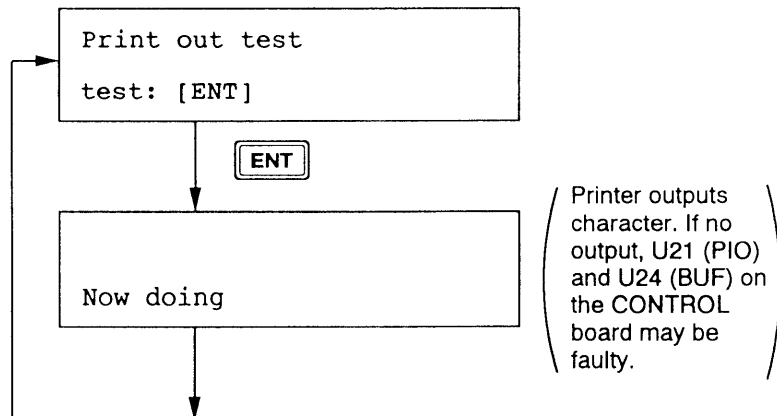 Print out test
test: [ENT]
ENT
Now doing
Printer outputs
character. If no
output, U21 (PIO)
and U24 (BUF) on
the CONTROL
board may be
faulty.